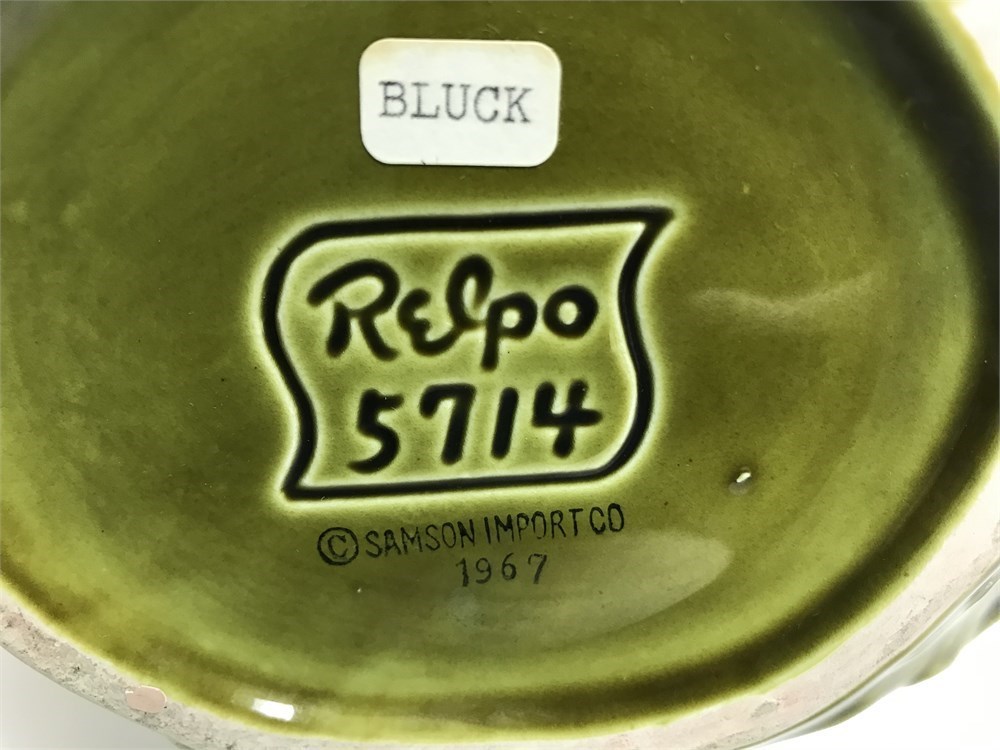 BLUCK
Relpo
5714
©SAMSON IMPORT CO
1967